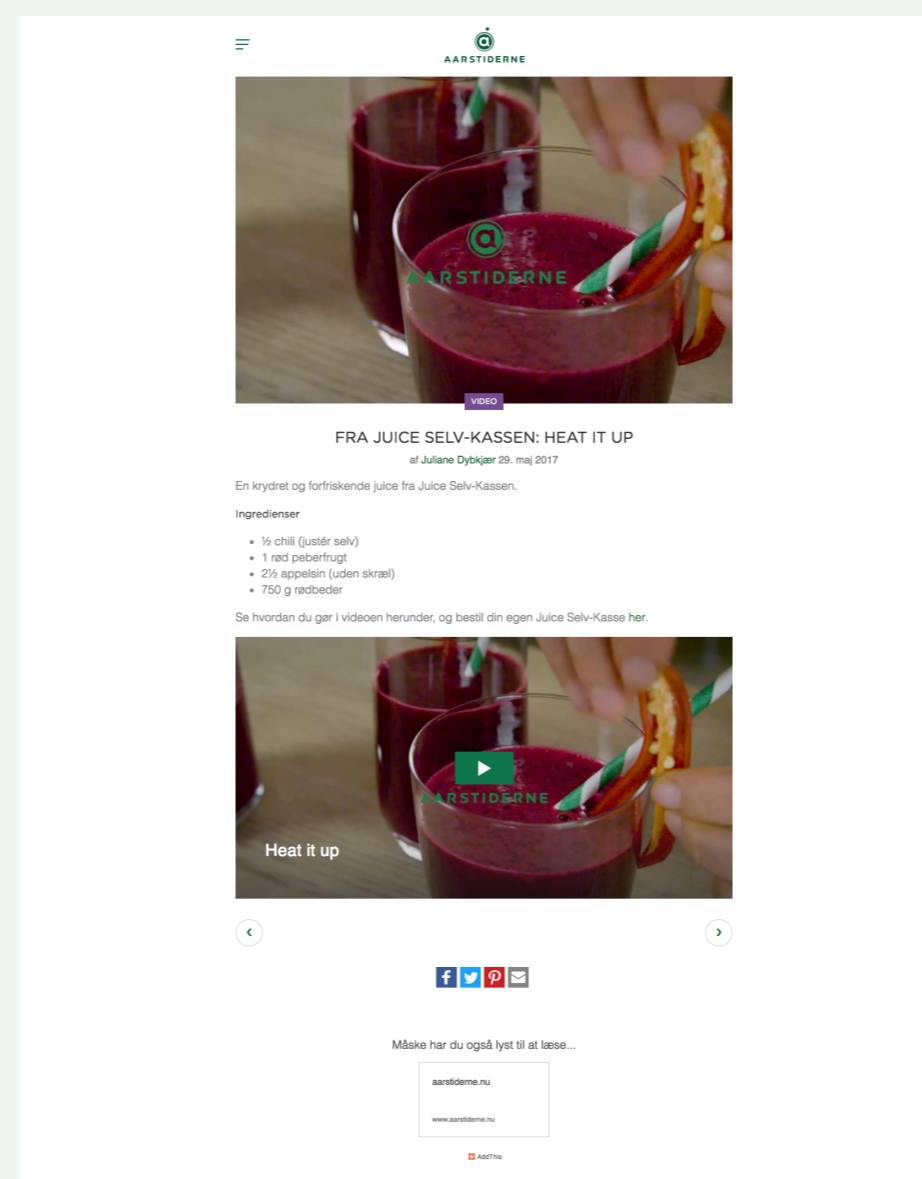 AARSTIDERNE
AARSTIDERNE
VIDEO
FRA JUICE SELV-KASSEN: HEAT IT UP
af Juliane Dybkjær 29. maj 2017
En krydret og forfriskende juice fra Juice Selv-Kassen.
Ingredienser
• ½ chili (justér selv)
• 1 rød peberfrugt
• 2½ appelsin (uden skræl)
• 750 g rødbeder
Se hvordan du gør i videoen herunder, og bestil din egen Juice Selv-Kasse her.
AARSTIDERNE
Heat it up
Måske har du også lyst til at læse...
aarstiderne.nu
www.aarstiderne.nu
AddThis